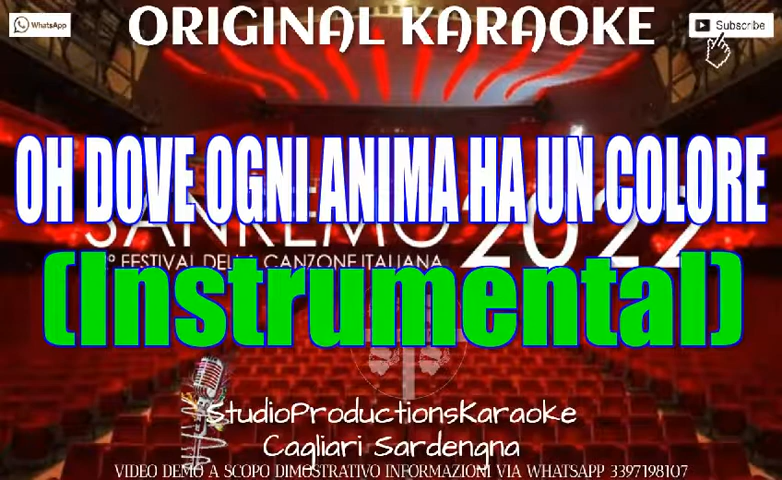 WhatsApp
ORIGINAL KARAOKE
Subscribe
OH DOVE OGNI ANIMA HA UN COLORE
SANREMO 2022
° FESTIVAL DELLA CANZONE ITALIANA
(Instrumental)
StudioProductionsKaraoke
Cagliari Sardengna
VIDEO DEMO A SCOPO DIMOSTRATIVO INFORMAZIONI VIA WHATSAPP 3397198107